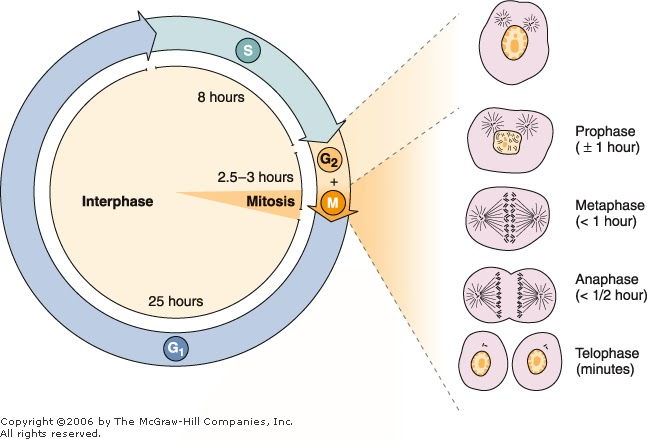 S
8 hours
G2
2.5–3 hours
+
Interphase
Mitosis
M
25 hours
G1
Prophase
(± 1 hour)
Metaphase
(< 1 hour)
Anaphase
(< 1/2 hour)
Telophase
(minutes)
Copyright ©2006 by The McGraw-Hill Companies, Inc.
All rights reserved.